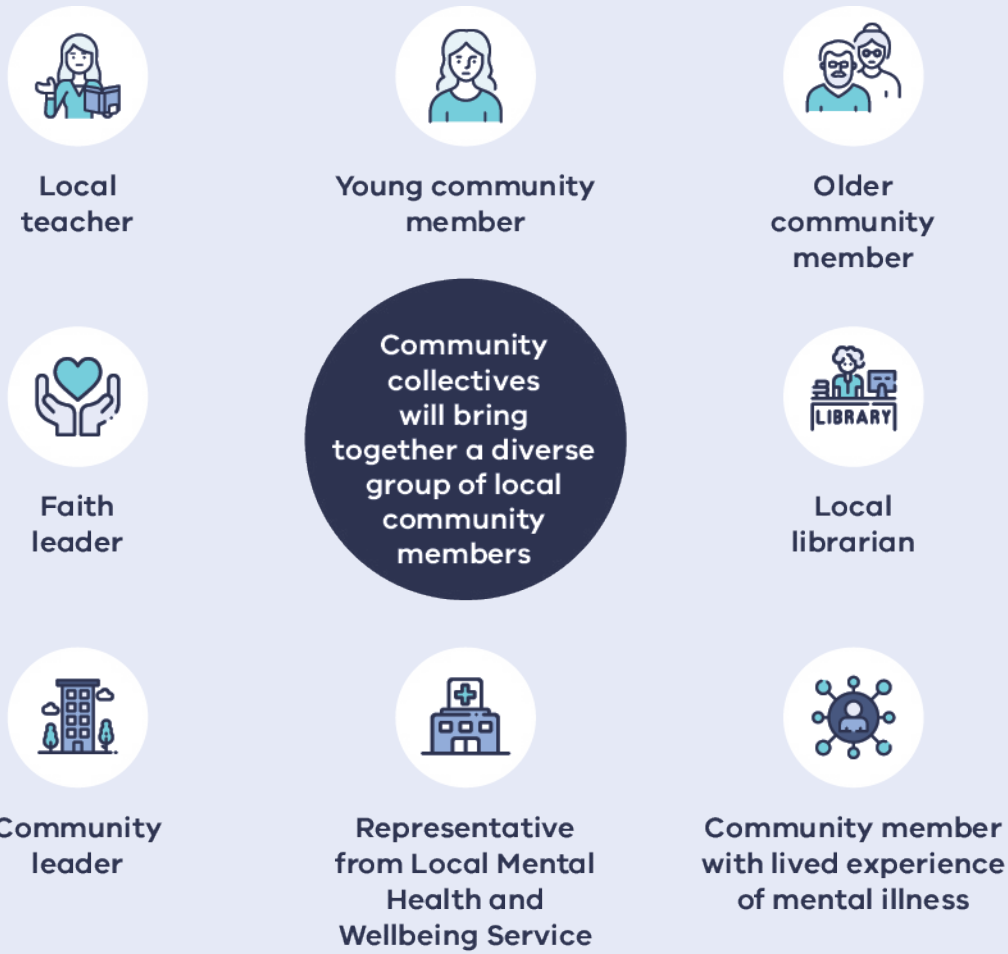 Local
teacher
Young community
member
Older
community
member
Community
collectives
will bring
together a diverse
group of local
community
members
Faith
leader
LIBRARY
Local
librarian
Community
leader
Representative
from Local Mental
Health and
Wellbeing Service
Community member
with lived experience
of mental illness